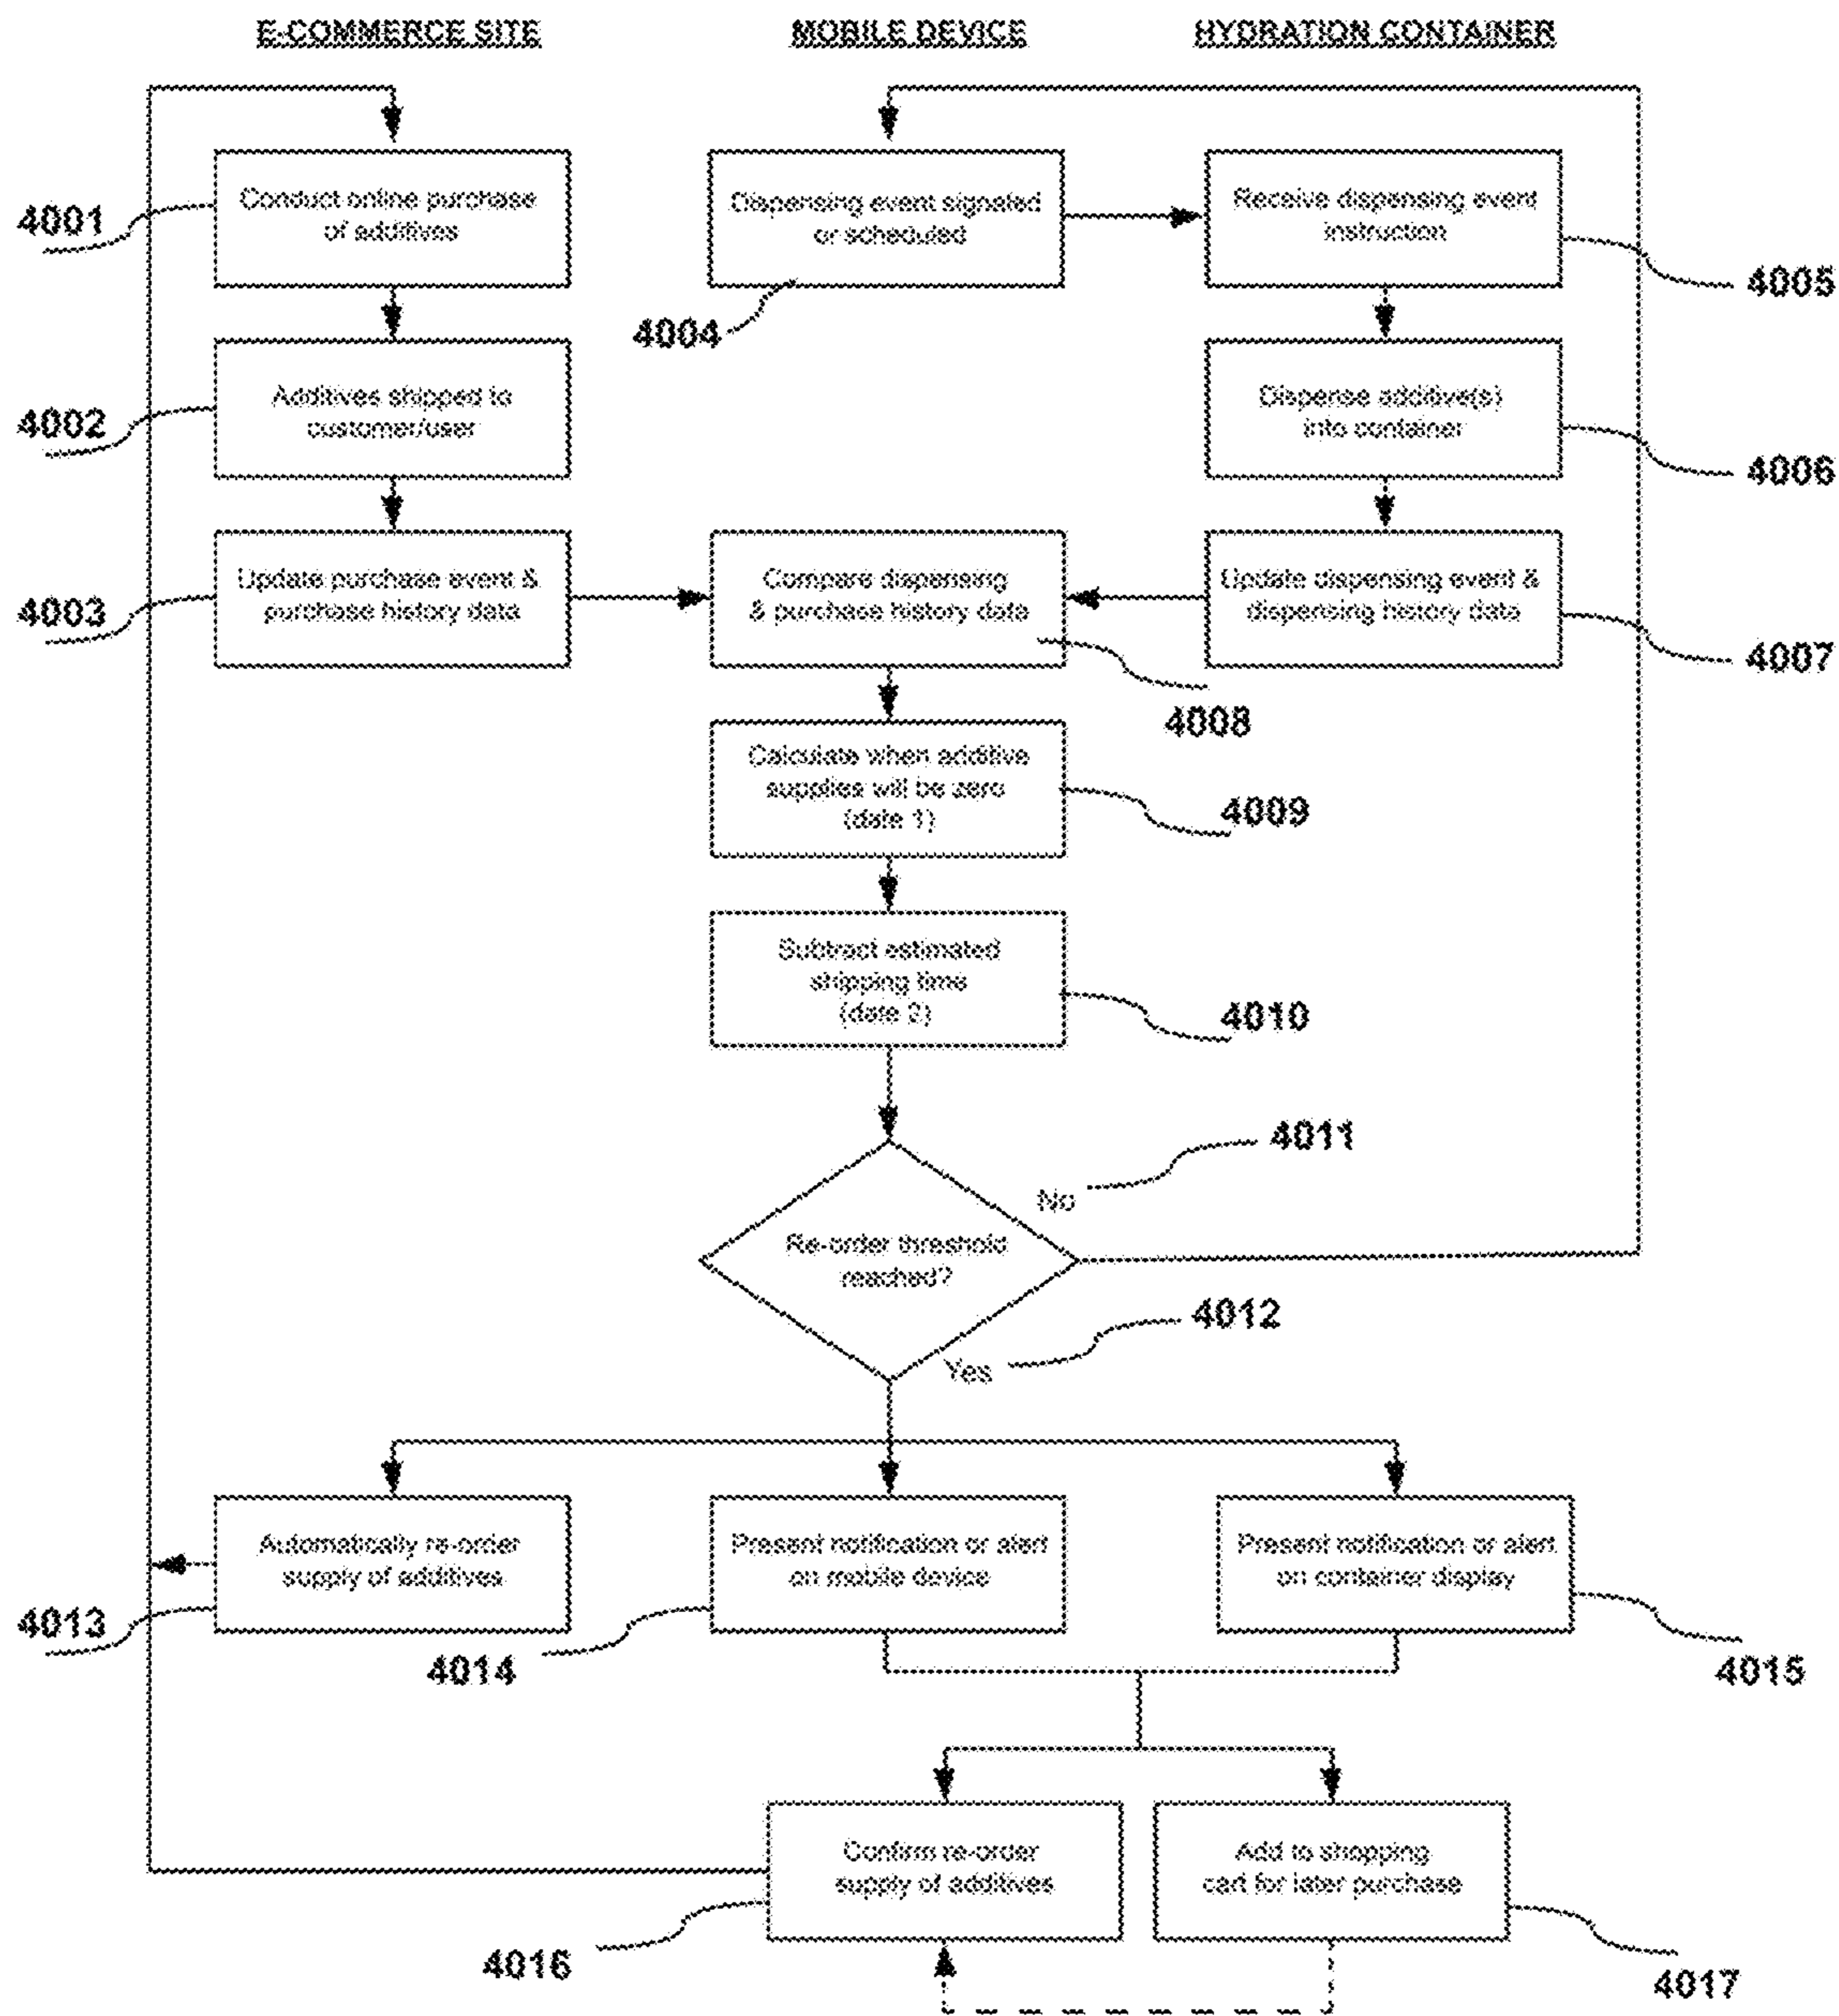 E-COMMERCE SITE
MOBILE DEVICE
HYDRATION CONTAINER
Conduct online purchase
of additives
4001
Dispensing event signaled
or scheduled
4004
Receive dispensing event
instruction
4005
Additives shipped to
customer/user
4002
Dispense additive(s)
into container
4006
Update purchase event &
purchase history data
4003
Compare dispensing
& purchase history data
4008
Update dispensing event &
dispensing history data
4007
Calculate when additive
supplies will be zero
(date 1)
4009
Subtract estimated
shipping time
(date 2)
4010
4011
No
Re-order threshold
reached?
4012
Yes
Automatically re-order
supply of additives
4013
Present notification or alert
on mobile device
4014
Present notification or alert
on container display
4015
Confirm re-order
supply of additives
4016
Add to shopping
cart for later purchase
4017